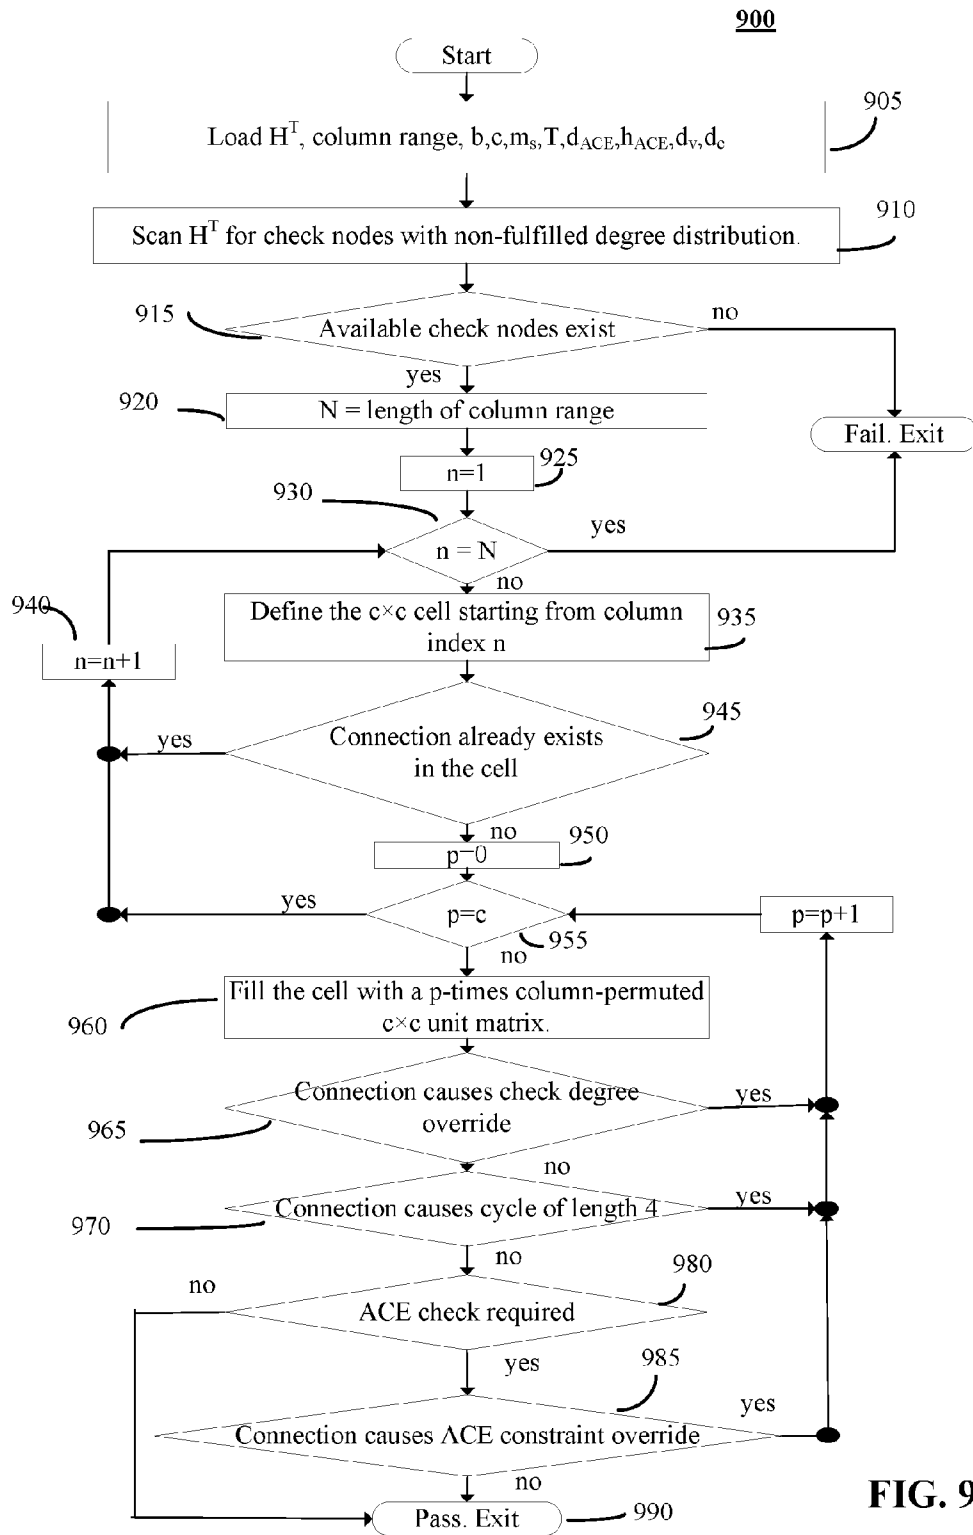 900
Start
905
Load H^T, column range, b,c,m_s,T,d_ACE,h_ACE,d_v,d_c
910
Scan H^T for check nodes with non-fulfilled degree distribution.
915
Available check nodes exist
no
yes
920
N = length of column range
Fail. Exit
n=1
925
930
yes
n = N
no
940
Define the c×c cell starting from column
index n
935
n=n+1
945
yes
Connection already exists
in the cell
no
950
p=0
yes
p=c
p=p+1
955
no
960
Fill the cell with a p-times column-permuted
c×c unit matrix.
Connection causes check degree
override
yes
965
no
Connection causes cycle of length 4
yes
970
no
no
980
ACE check required
yes
985
yes
Connection causes ACE constraint override
no
Pass. Exit
990
FIG. 9